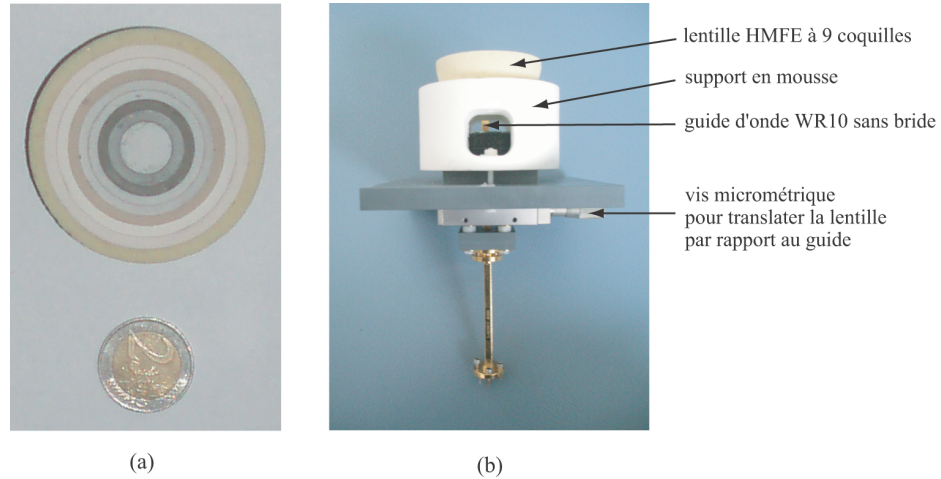 lentille HMFE à 9 coquilles
support en mousse
guide d'onde WR10 sans bride
vis micrométrique
pour translater la lentille
par rapport au guide
(a)
(b)